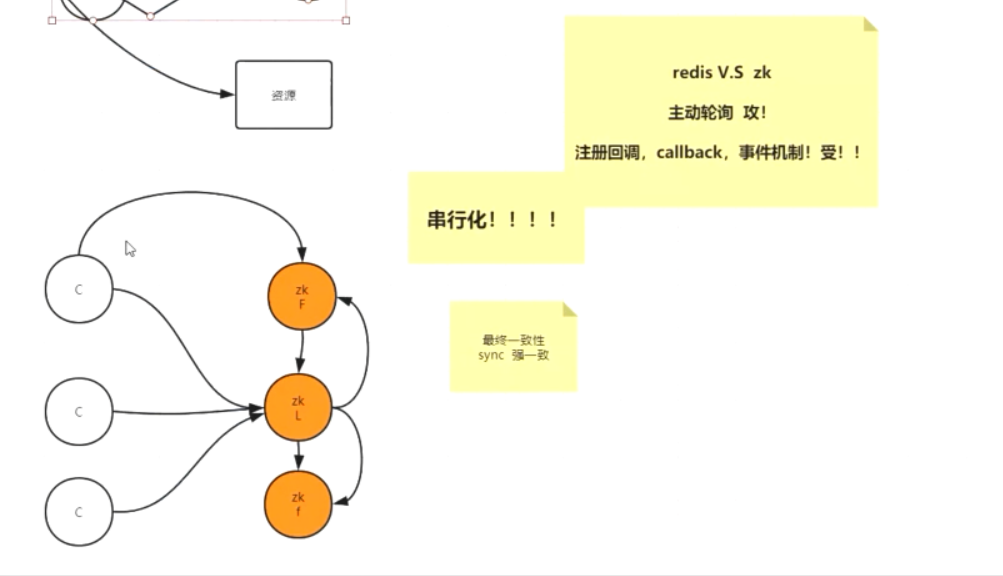 资源
redis V.S zk
主动轮询 攻！
注册回调，callback，事件机制！受！！
串行化！！！！
C
zk
F
最终一致性
sync 强一致
C
zk
L
C
zk
f